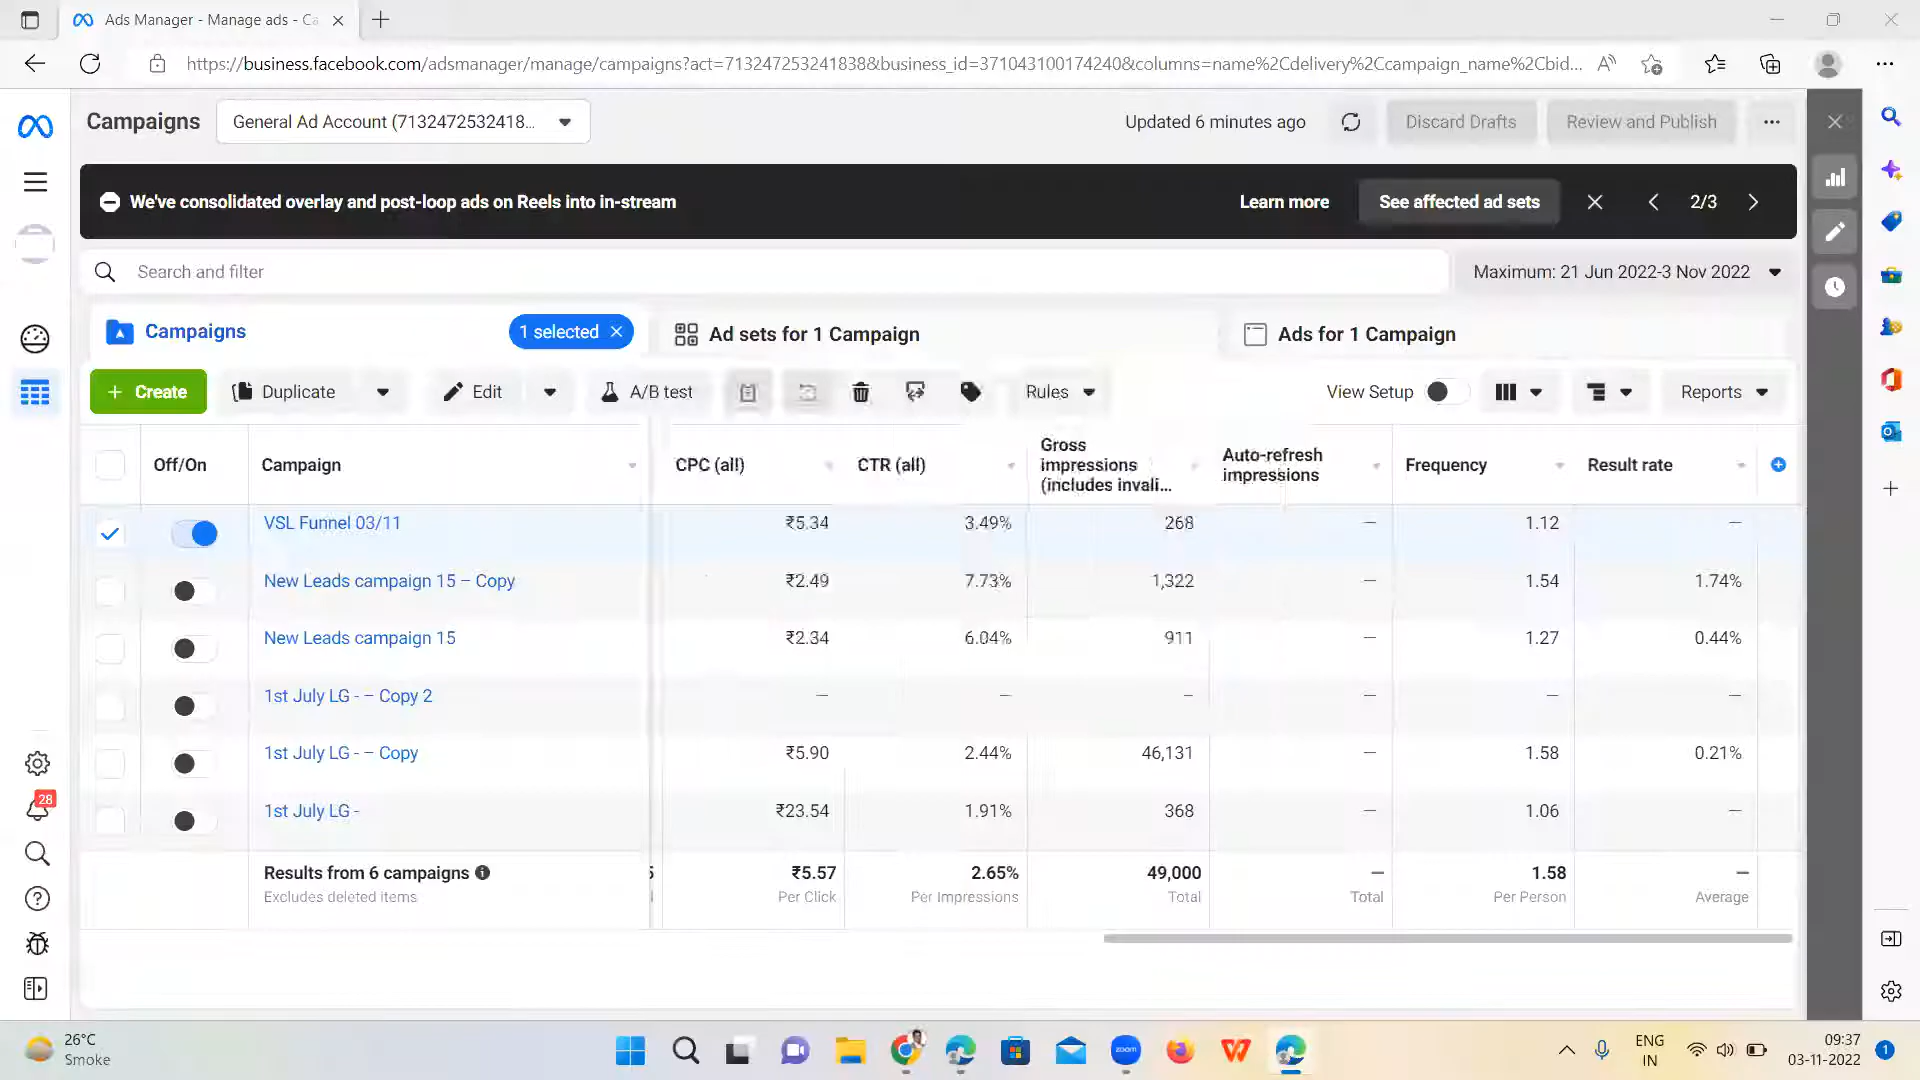 Ads Manager - Manage ads - Ca
https://business.facebook.com/adsmanager/manage/campaigns?act=713247253241838&business_id=371043100174240&columns=name%2Cdelivery%2Ccampaign_name%2Cbid...
Campaigns
General Ad Account (7132472532418...
Updated 6 minutes ago
Discard Drafts
Review and Publish
We've consolidated overlay and post-loop ads on Reels into in-stream
Learn more
See affected ad sets
2/3
Search and filter
Maximum: 21 Jun 2022-3 Nov 2022
Campaigns
1 selected
Ad sets for 1 Campaign
Ads for 1 Campaign
Create
Duplicate
Edit
A/B test
Rules
View Setup
Reports
Off/On
Campaign
CPC (all)
CTR (all)
Gross
impressions
(includes invali...
Auto-refresh
impressions
Frequency
Result rate
VSL Funnel 03/11
₹5.34
3.49%
268
—
1.12
—
New Leads campaign 15 – Copy
₹2.49
7.73%
1,322
—
1.54
1.74%
New Leads campaign 15
₹2.34
6.04%
911
—
1.27
0.44%
1st July LG - – Copy 2
—
—
—
—
—
—
1st July LG - – Copy
₹5.90
2.44%
46,131
—
1.58
0.21%
1st July LG -
₹23.54
1.91%
368
—
1.06
—
Results from 6 campaigns
Excludes deleted items
₹5.57
Per Click
2.65%
Per Impressions
49,000
Total
—
Total
1.58
Per Person
—
Average
28
26°C
Smoke
zoom
ENG
IN
09:37
03-11-2022
1